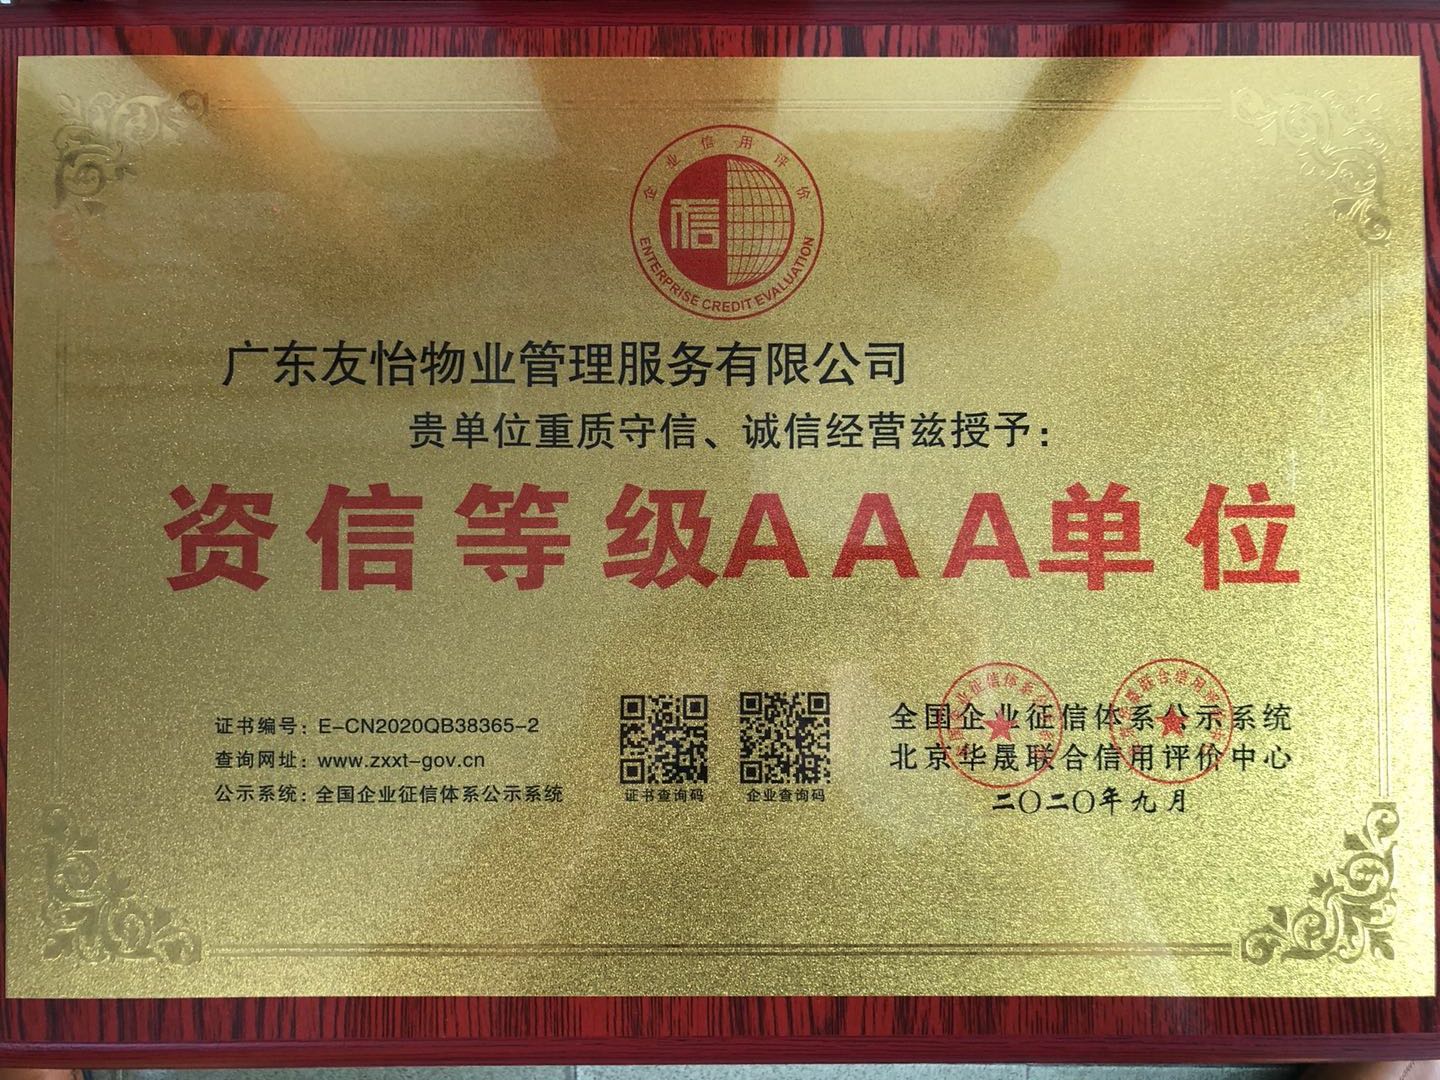 企业信用评价
信
ENTERPRISE CREDIT EVALUATION
广东友怡物业管理服务有限公司
贵单位重质守信、诚信经营兹授予：
资信等级AAA单位
证书编号：E-CN2020QB38365-2
查询网址：www.zxxt-gov.cn
公示系统：全国企业征信体系公示系统
证书查询码
企业查询码
全国企业征信体系公示系统
北京华晟联合信用评价中心
二〇二〇年九月